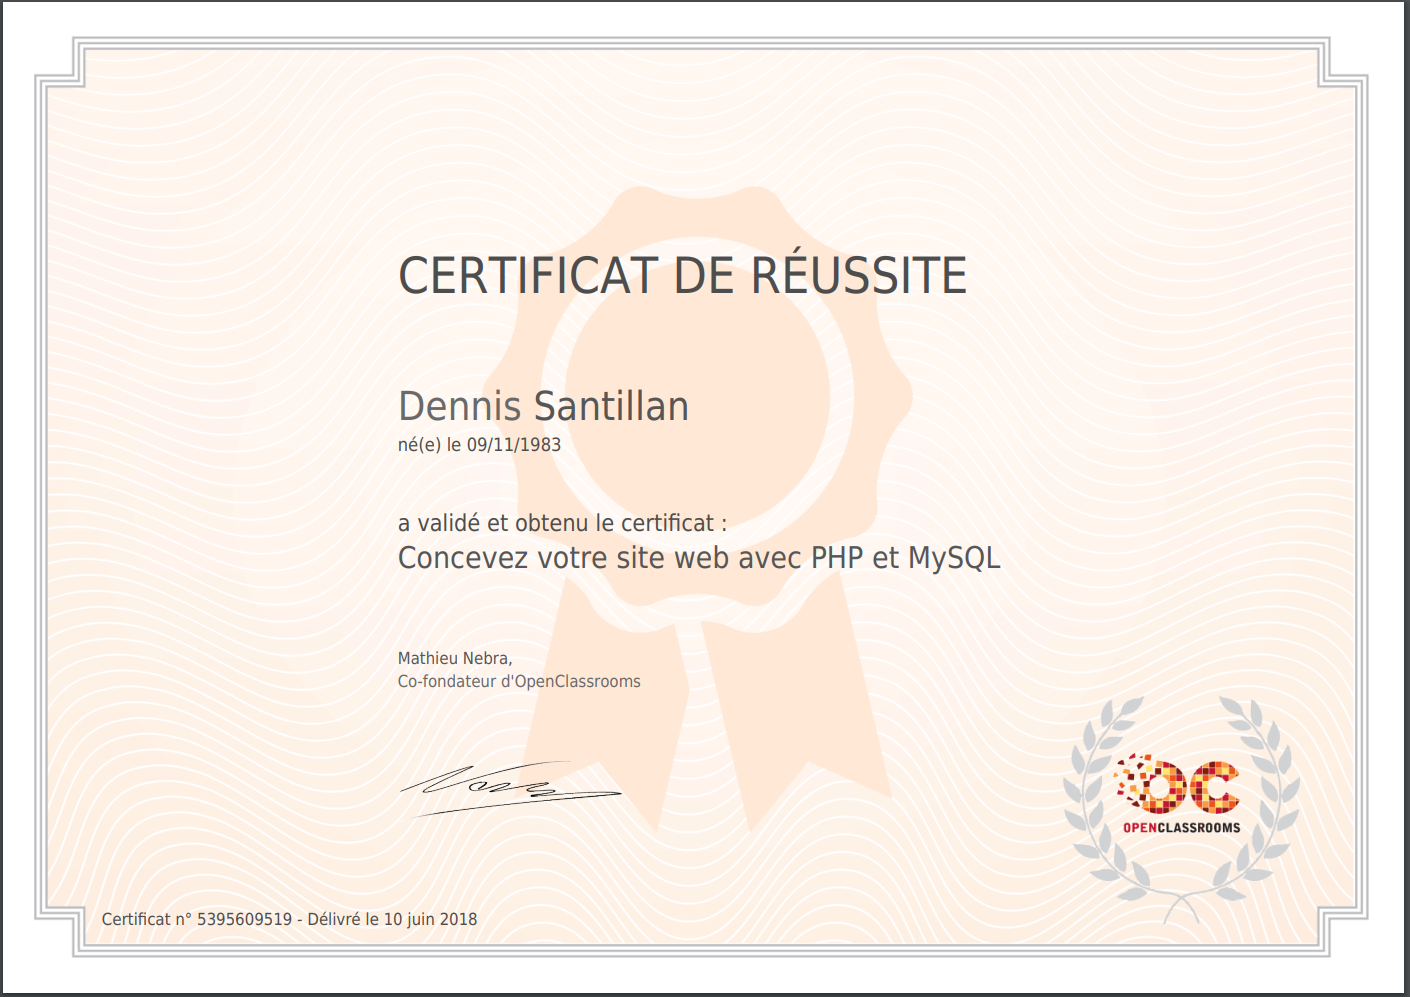 CERTIFICAT DE RÉUSSITE
Dennis Santillan
né(e) le 09/11/1983
a validé et obtenu le certificat :
Concevez votre site web avec PHP et MySQL
Mathieu Nebra,
Co-fondateur d'OpenClassrooms
OC
OPENCLASSROOMS
Certificat n° 5395609519 - Délivré le 10 juin 2018